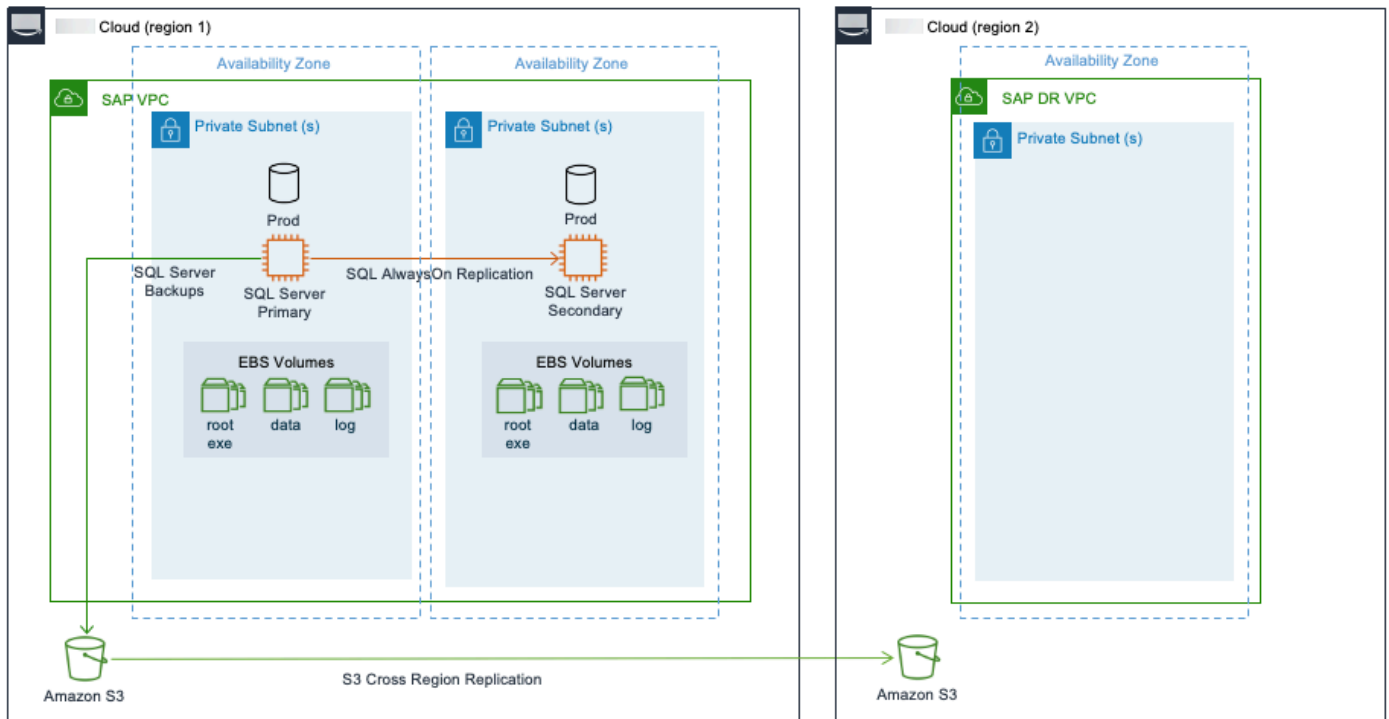 Cloud (region 1)
Availability Zone
Availability Zone
SAP VPC
Private Subnet (s)
Private Subnet (s)
Prod
Prod
SQL Server
Backups
SQL AlwaysOn Replication
SQL Server
Primary
SQL Server
Secondary
EBS Volumes
root
exe
data
log
EBS Volumes
root
exe
data
log
Amazon S3
S3 Cross Region Replication
Cloud (region 2)
Availability Zone
SAP DR VPC
Private Subnet (s)
Amazon S3